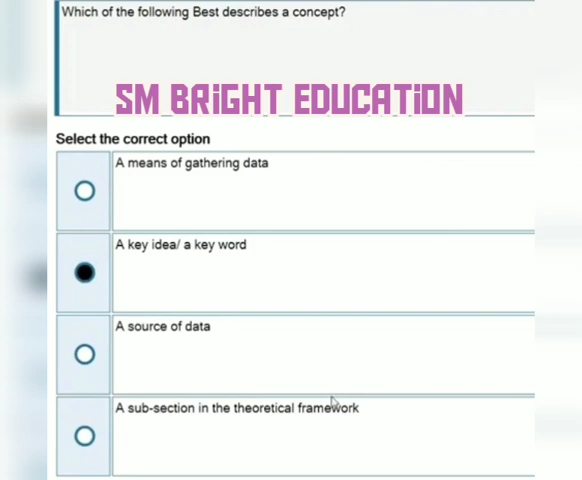 Which of the following Best describes a concept?
SM BRiGHT EDUCATiON
Select the correct option
A means of gathering data
A key idea/ a key word
A source of data
A sub-section in the theoretical framework